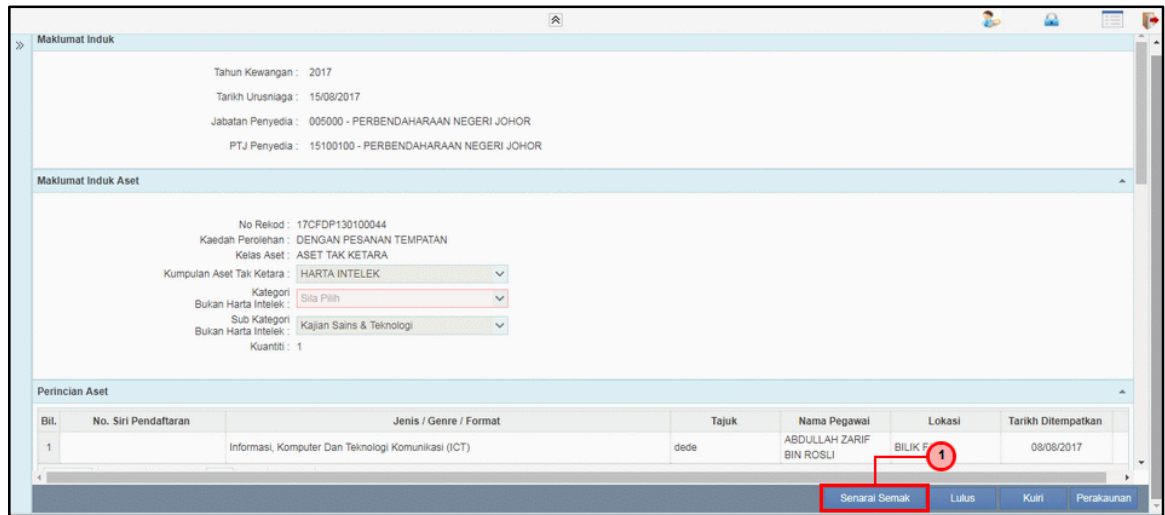 Maklumat Induk
Tahun Kewangan : 2017
Tarikh Urusniaga : 15/08/2017
Jabatan Penyedia : 005000 - PERBENDAHARAAN NEGERI JOHOR
PTJ Penyedia : 15100100 - PERBENDAHARAAN NEGERI JOHOR
Maklumat Induk Aset
No Rekod : 17CFDP130100044
Kaedah Perolehan : DENGAN PESANAN TEMPATAN
Kelas Aset : ASET TAK KETARA
Kumpulan Aset Tak Ketara : HARTA INTELEK
Kategori
Bukan Harta Intelek : Sila Pilih
Sub Kategori
Bukan Harta Intelek : Kajian Sains & Teknologi
Kuantiti : 1
Perincian Aset
Bil. No. Siri Pendaftaran Jenis / Genre / Format Tajuk Nama Pegawai Lokasi Tarikh Ditempatkan
1 Informasi, Komputer Dan Teknologi Komunikasi (ICT) dede ABDULLAH ZARIF BILIK 08/08/2017
BIN ROSLI
1
Senarai Semak Lulus Kuiri Perakaunan